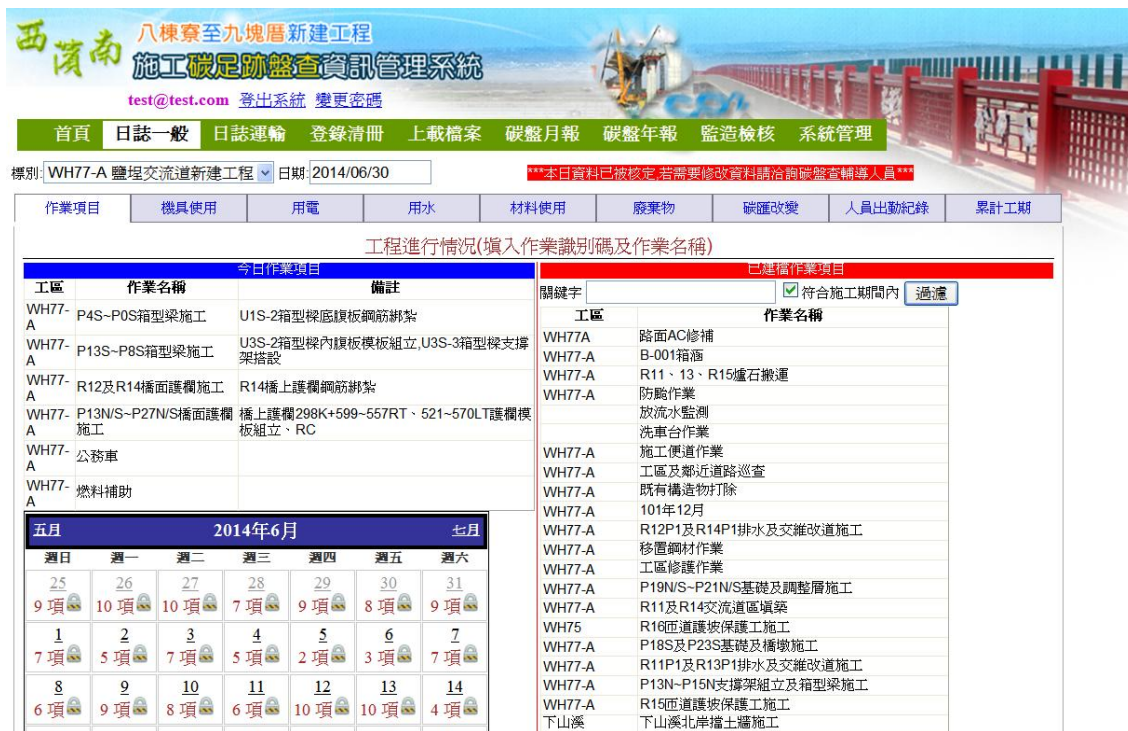 西濱南
八棟寮至九塊厝新建工程
施工碳足跡盤查資訊管理系統
test@test.com 登出系統 變更密碼
首頁 日誌一般 日誌運輸 登錄清冊 上載檔案 碳盤月報 碳盤年報 監造檢核 系統管理
標別: WH77-A 鹽埕交流道新建工程 日期: 2014/06/30 ***本日資料已被核定,若需要修改資料請洽詢碳盤查輔導人員***
作業項目 機具使用 用電 用水 材料使用 廢棄物 碳匯改變 人員出勤紀錄 累計工期
工程進行情況(填入作業識別碼及作業名稱)
今日作業項目
工區 作業名稱 備註
WH77-A P4S~P0S箱型梁施工 U1S-2箱型樑底腹板鋼筋綁紮
WH77-A P13S~P8S箱型梁施工 U3S-2箱型樑內腹板模板組立,U3S-3箱型樑支撐
架搭設
WH77-A R12及R14橋面護欄施工 R14橋上護欄鋼筋綁紮
WH77-A P13N/S~P27N/S橋面護欄 橋上護欄298K+599~557RT、521~570LT護欄模
施工 板組立、RC
WH77-A 公務車
WH77-A 燃料補助
五月 2014年6月 七月
週日 週一 週二 週三 週四 週五 週六
25 26 27 28 29 30 31
9 項 10 項 10 項 7 項 9 項 8 項 9 項
1 2 3 4 5 6 7
7 項 5 項 7 項 5 項 2 項 3 項 7 項
8 9 10 11 12 13 14
6 項 9 項 8 項 6 項 10 項 10 項 4 項
已建檔作業項目
關鍵字 符合施工期間內 過濾
工區 作業名稱
WH77A 路面AC修補
WH77-A B-001箱涵
WH77-A R11、13、R15爐石搬運
WH77-A 防颱作業
放流水監測
洗車台作業
WH77-A 施工便道作業
WH77-A 工區及鄰近道路巡查
WH77-A 既有構造物打除
WH77-A 101年12月
WH77-A R12P1及R14P1排水及交維改道施工
WH77-A 移置鋼材作業
WH77-A 工區修護作業
WH77-A P19N/S~P21N/S基礎及調整層施工
WH77-A R11及R14交流道區填築
WH75 R16匝道護坡保護工施工
WH77-A P18S及P23S基礎及橋墩施工
WH77-A R11P1及R13P1排水及交維改道施工
WH77-A P13N~P15N支撐架組立及箱型梁施工
WH77-A R15匝道護坡保護工施工
下山溪 下山溪北岸擋土牆施工